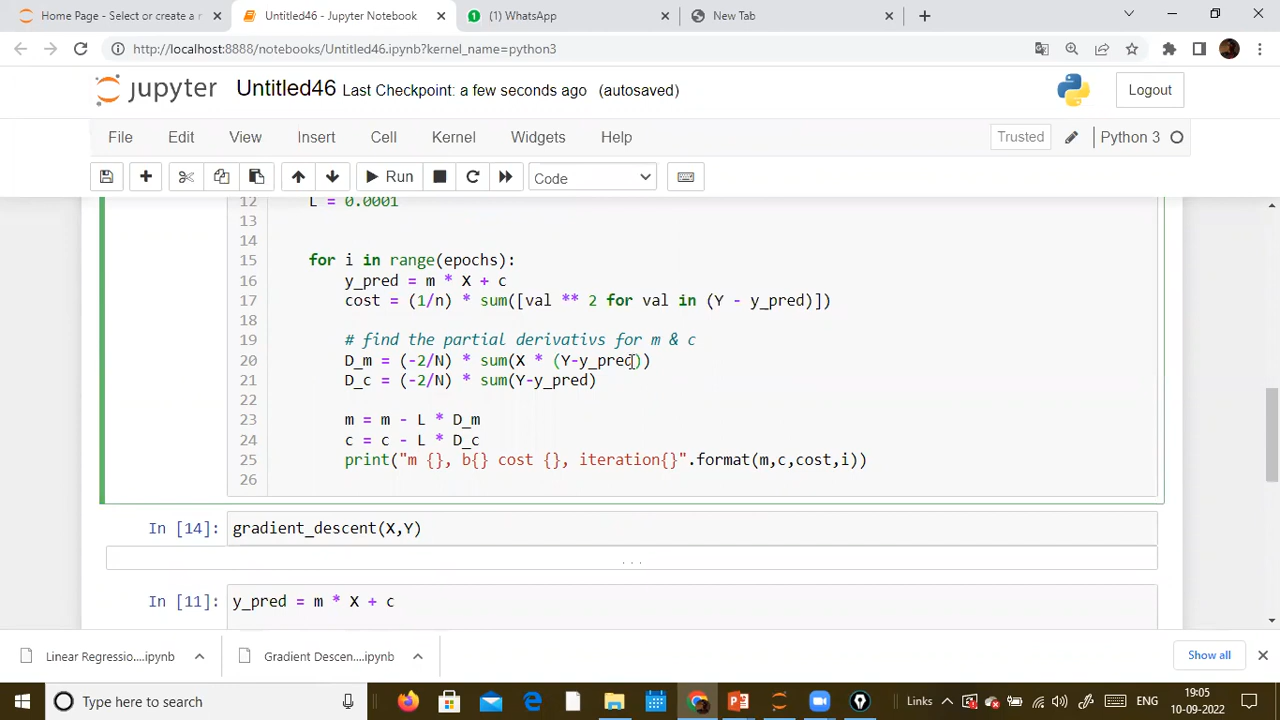 Home Page - Select or create a n
Untitled46 - Jupyter Notebook
(1) WhatsApp
New Tab
http://localhost:8888/notebooks/Untitled46.ipynb?kernel_name=python3
jupyter Untitled46 Last Checkpoint: a few seconds ago (autosaved)
Logout
File Edit View Insert Cell Kernel Widgets Help
Trusted
Python 3
Run
Code
12 L = 0.0001
13
14
15 for i in range(epochs):
16 y_pred = m * X + c
17 cost = (1/n) * sum([val ** 2 for val in (Y - y_pred)])
18
19 # find the partial derivativs for m & c
20 D_m = (-2/N) * sum(X * (Y-y_pred))
21 D_c = (-2/N) * sum(Y-y_pred)
22
23 m = m - L * D_m
24 c = c - L * D_c
25 print("m {}, b{} cost {}, iteration{}".format(m,c,cost,i))
26
In [14]: gradient_descent(X,Y)
...
In [11]: y_pred = m * X + c
Linear Regressio....ipynb
Gradient Descen....ipynb
Show all
Type here to search
Links
ENG
19:05
10-09-2022